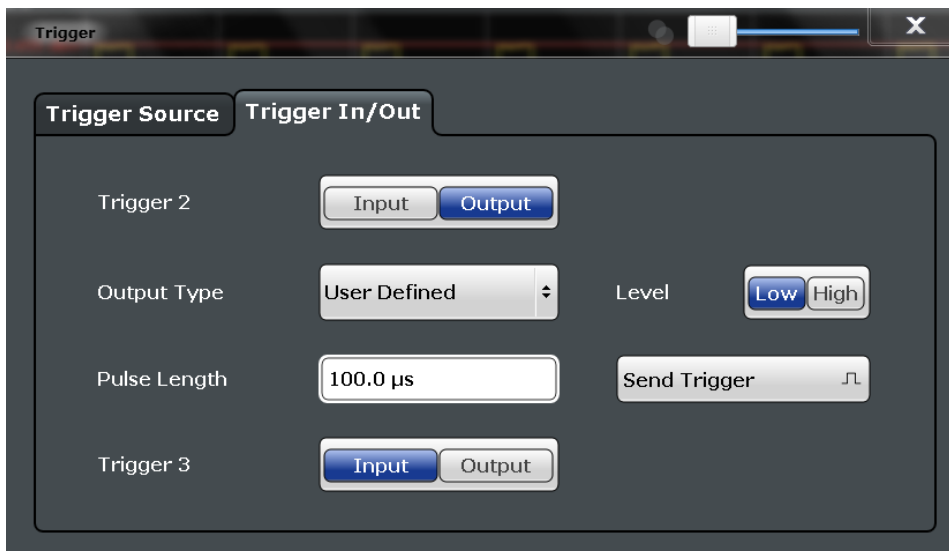 Trigger
X
Trigger Source
Trigger In/Out
Trigger 2
Input
Output
Output Type
User Defined
Level
Low
High
Pulse Length
100.0 µs
Send Trigger
Trigger 3
Input
Output